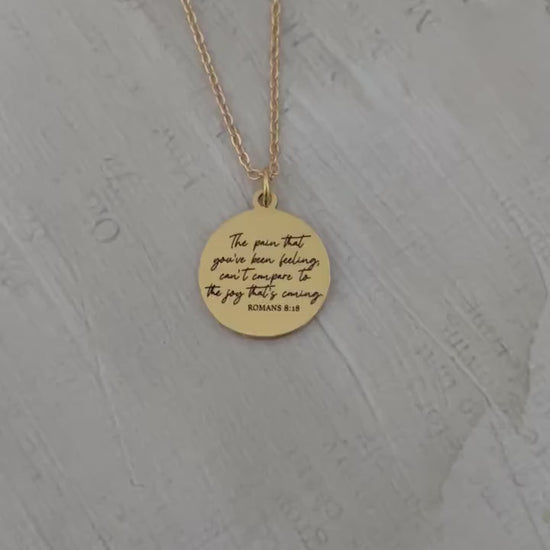 The pain that
you've been feeling,
can't compare to
the joy that's coming.
ROMANS 8:18